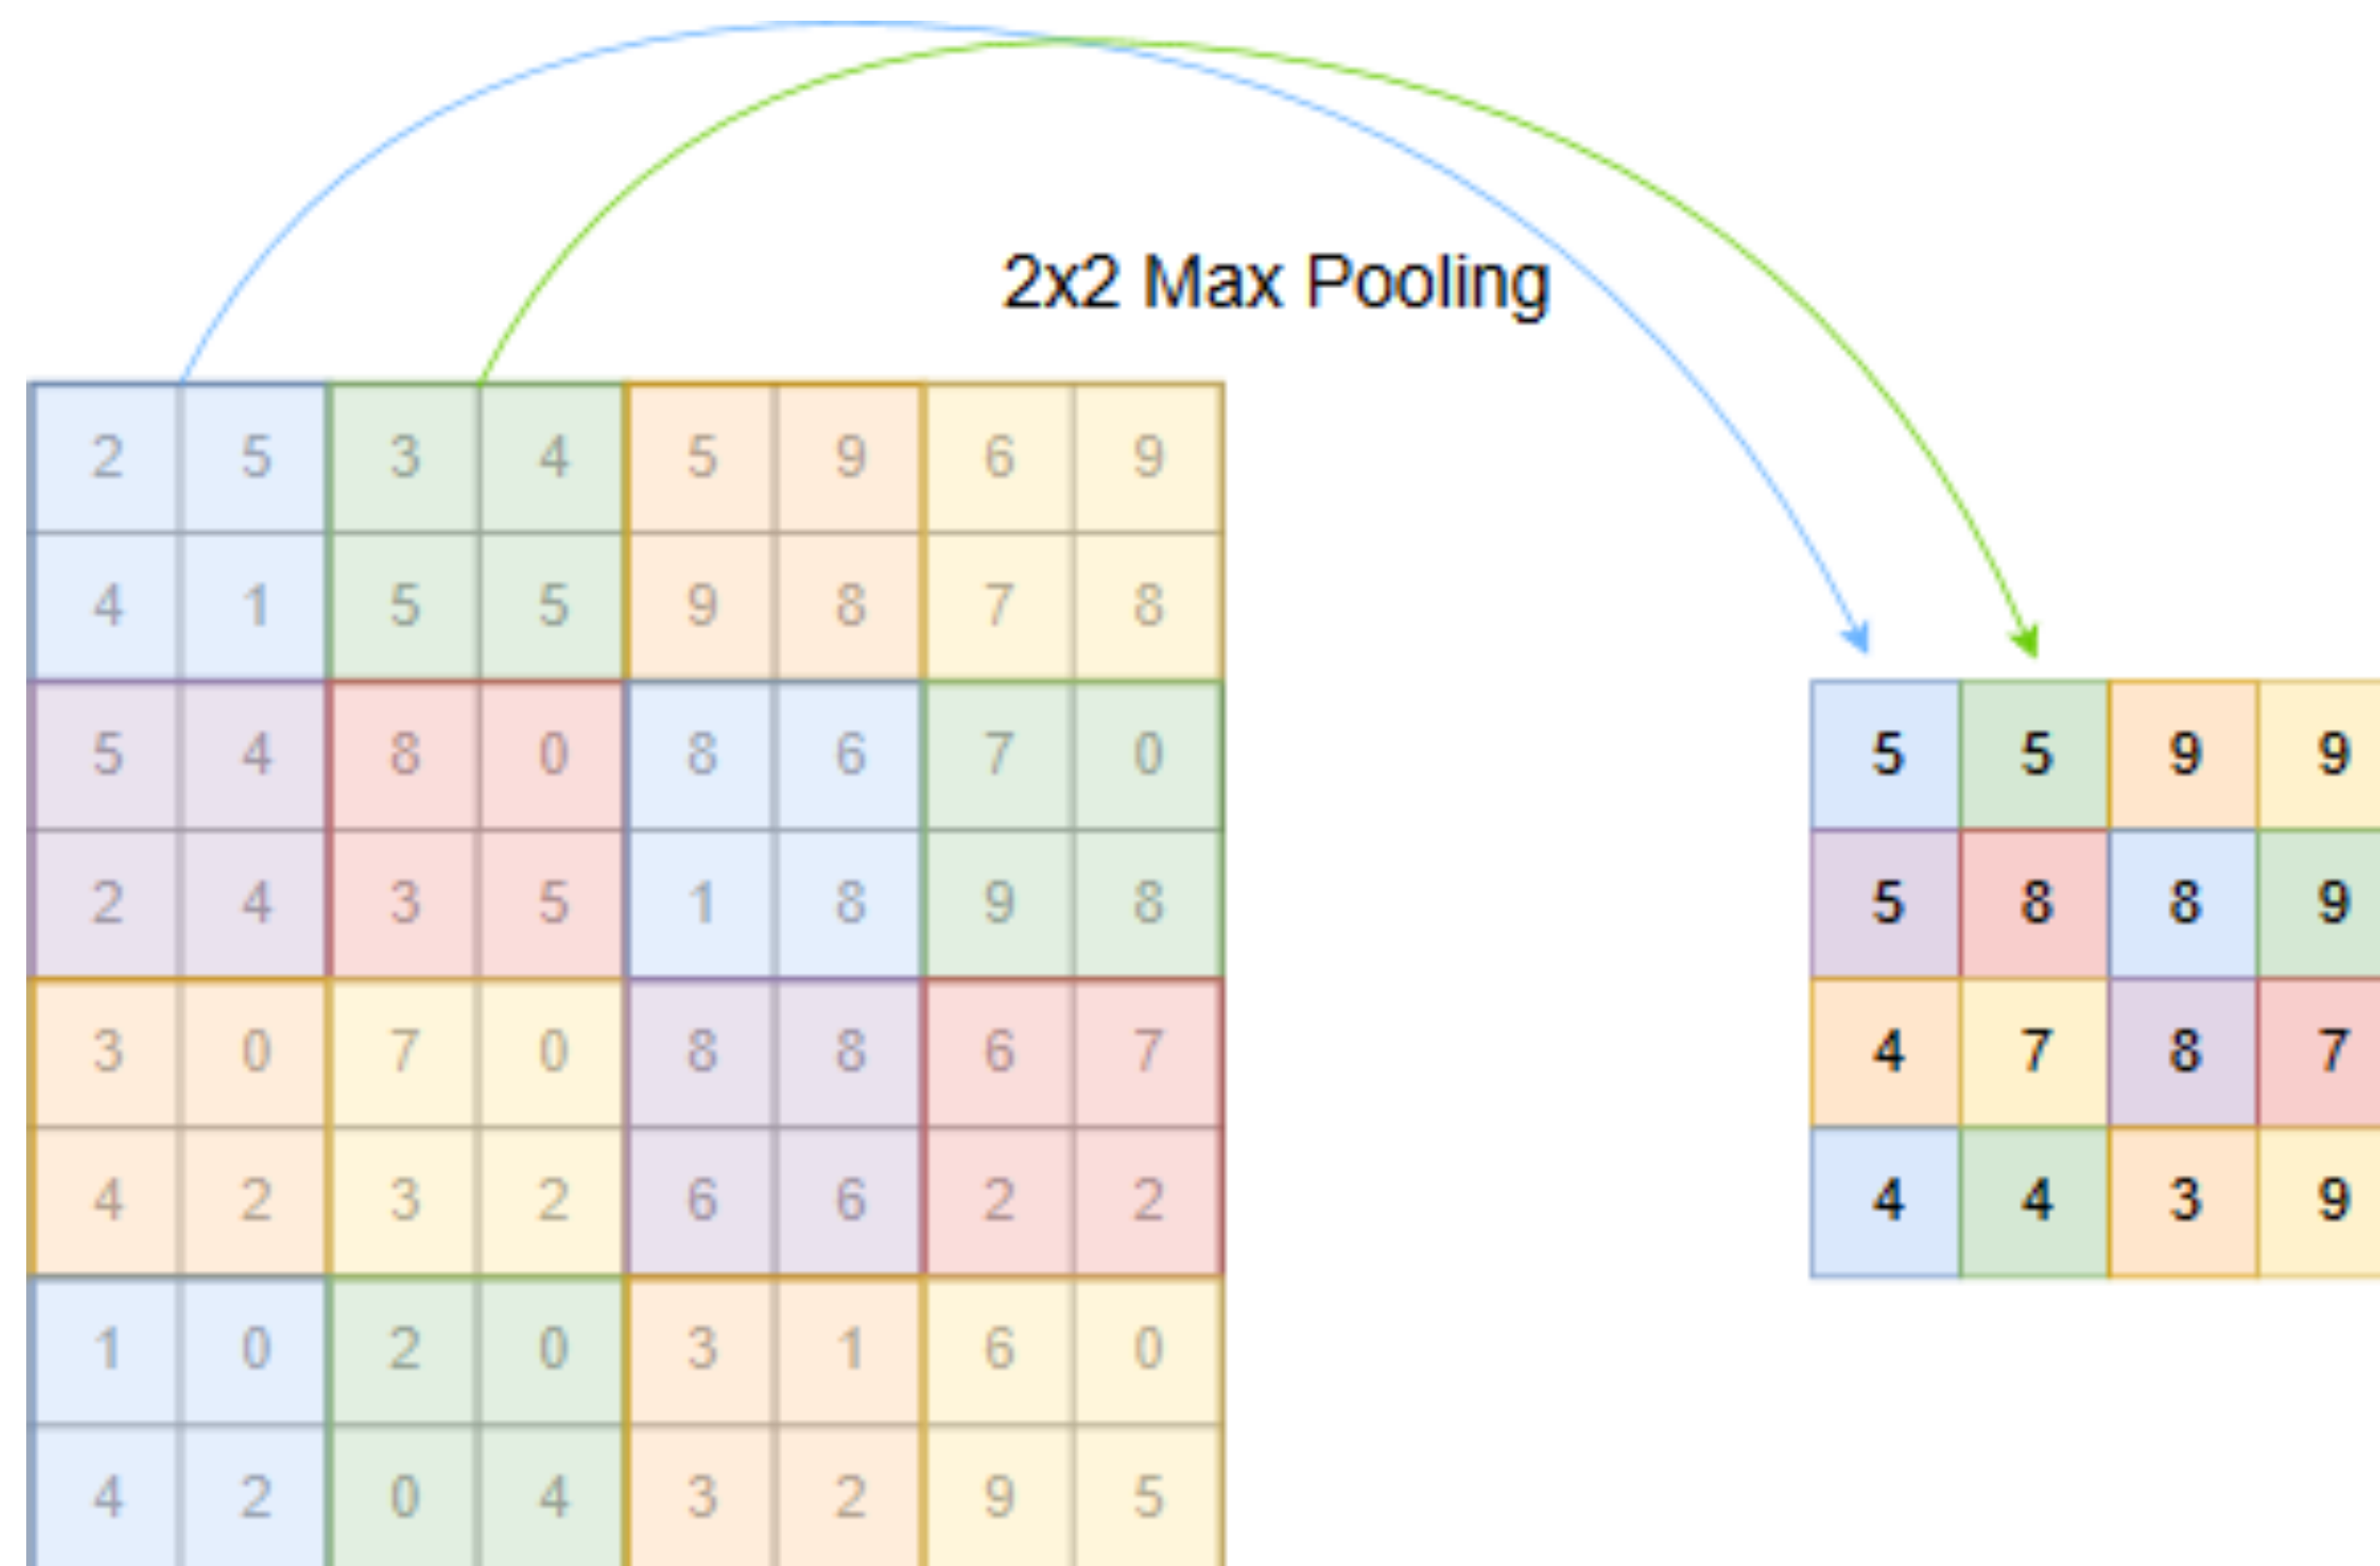 2x2 Max Pooling
2 5 3 4 5 9 6 9
4 1 5 5 9 8 7 8
5 4 8 0 8 6 7 0
2 4 3 5 1 8 9 8
3 0 7 0 8 8 6 7
4 2 3 2 6 6 2 2
1 0 2 0 3 1 6 0
4 2 0 4 3 2 9 5
5 5 9 9
5 8 8 9
4 7 8 7
4 4 3 9